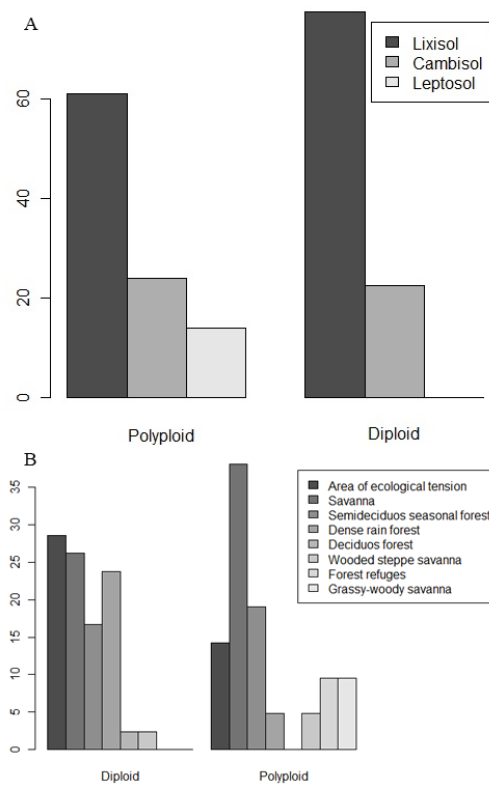 A
Lixisol
Cambisol
Leptosol
60
40
20
0
Polyploid
Diploid
B
Area of ecological tension
Savanna
Semideciduos seasonal forest
Dense rain forest
Deciduos forest
Wooded steppe savanna
Forest refuges
Grassy-woody savanna
35
30
25
20
15
10
5
0
Diploid
Polyploid